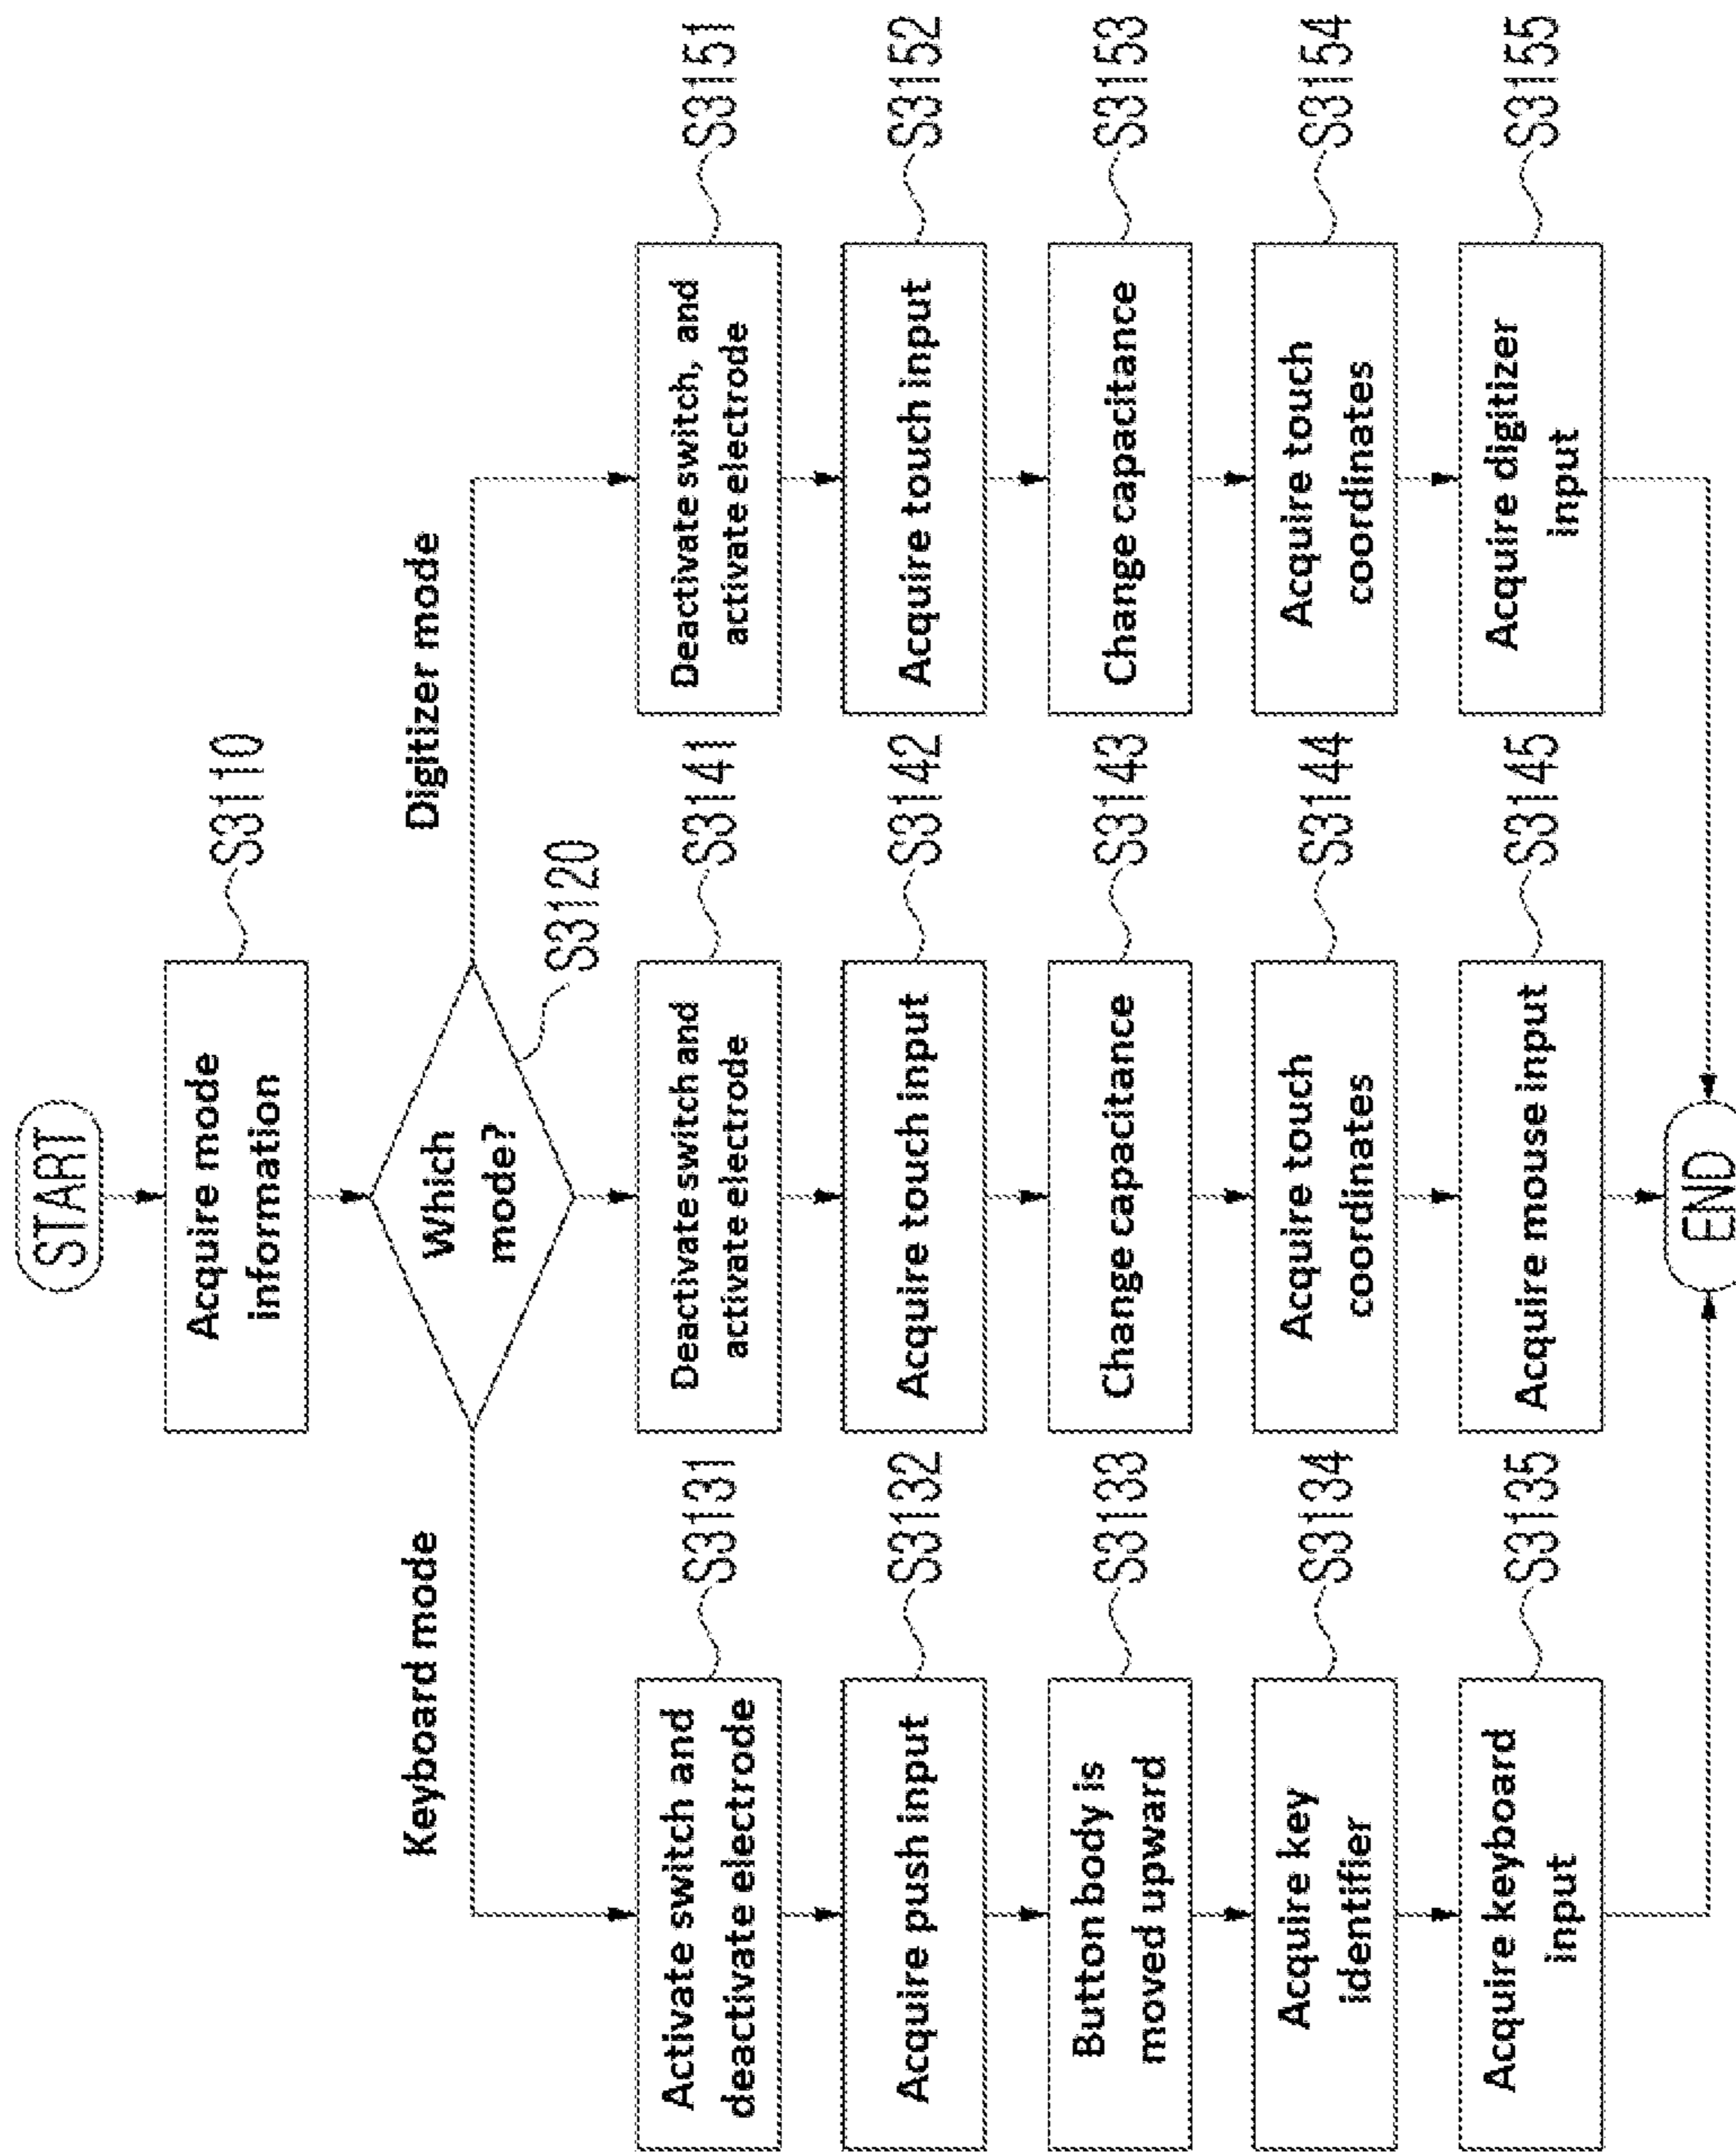 START
Acquire mode
information
S3110
Which
mode?
S3120
Keyboard mode
Digitizer mode
Activate switch and
deactivate electrode
S3131
Deactivate switch and
activate electrode
S3141
Deactivate switch, and
activate electrode
S3151
Acquire push input
S3132
Acquire touch input
S3142
Acquire touch input
S3152
Button body is
moved upward
S3133
Change capacitance
S3143
Change capacitance
S3153
Acquire key
identifier
S3134
Acquire touch
coordinates
S3144
Acquire touch
coordinates
S3154
Acquire keyboard
input
S3135
Acquire mouse input
S3145
Acquire digitizer
input
S3155
END